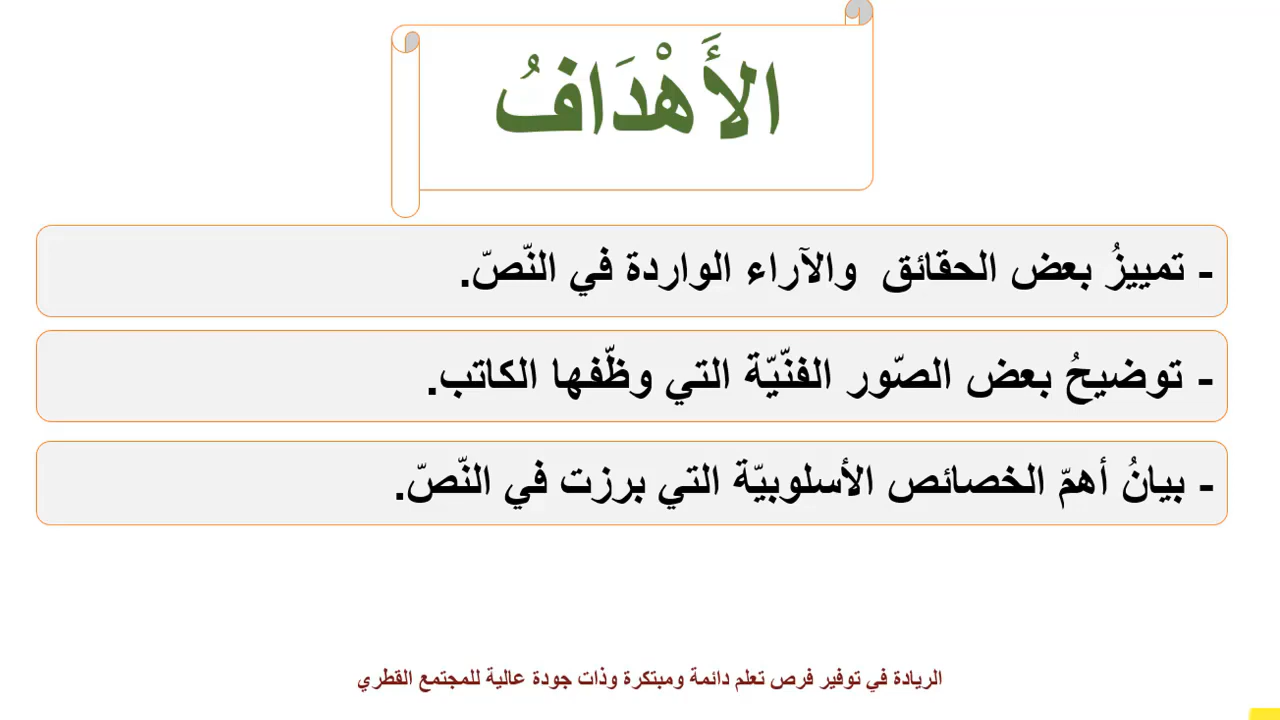 الأَهْدَافُ
- تمييزُ بعض الحقائق والآراء الواردة في النّصّ.
- توضيحُ بعض الصّور الفنّيّة التي وظّفها الكاتب.
- بيانُ أهمّ الخصائص الأسلوبيّة التي برزت في النّصّ.
الريادة في توفير فرص تعلم دائمة ومبتكرة وذات جودة عالية للمجتمع القطري